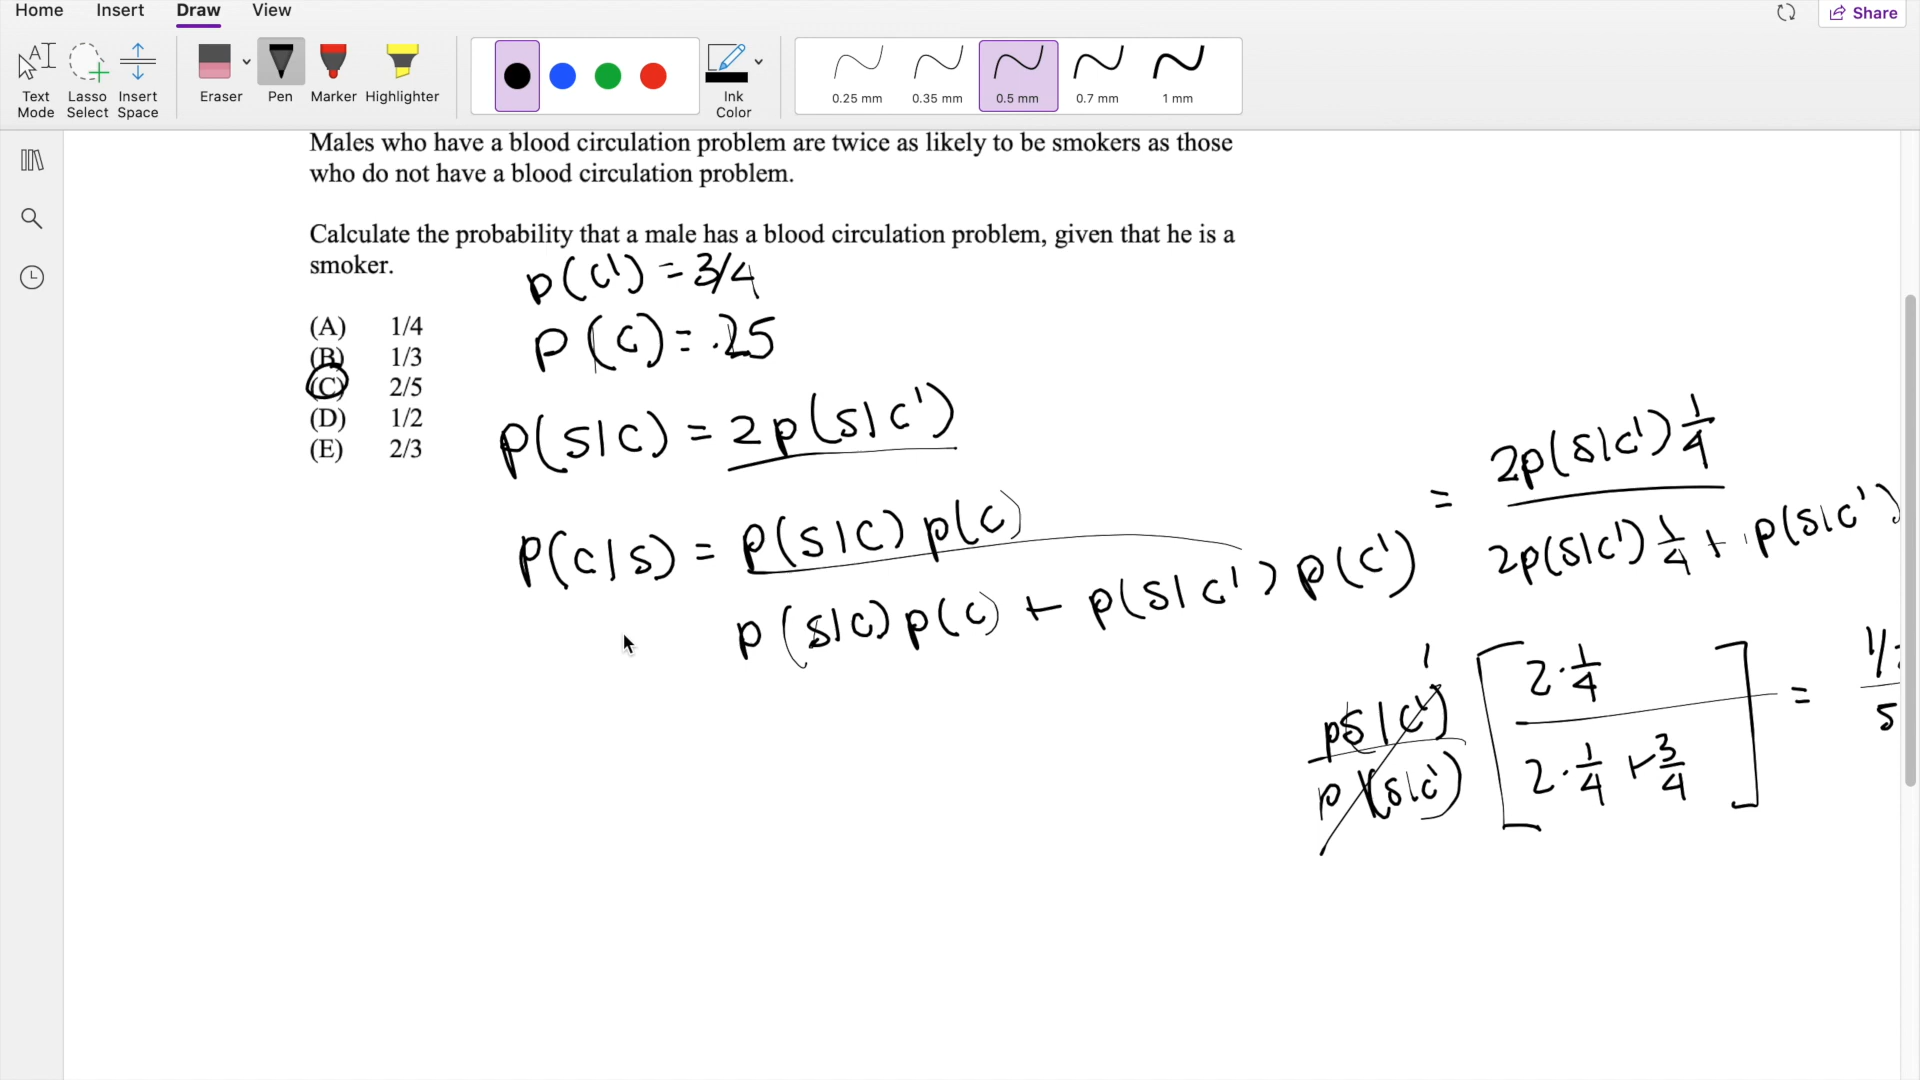 Home Insert Draw View
Share
Text Mode
Lasso Select
Insert Space
Eraser
Pen
Marker
Highlighter
Ink Color
0.25 mm
0.35 mm
0.5 mm
0.7 mm
1 mm
Males who have a blood circulation problem are twice as likely to be smokers as those
who do not have a blood circulation problem.
Calculate the probability that a male has a blood circulation problem, given that he is a
smoker.
p(c') = 3/4
p(c) = .25
(A) 1/4
(B) 1/3
(C) 2/5
(D) 1/2
(E) 2/3
p(s|c) = 2p(s|c')
p(c|s) = p(s|c) p(c)
p(s|c) p(c) + p(s|c') p(c')
= 2p(s|c') 1/4
2p(s|c') 1/4 + p(s|c')
p(s|c') 1
p(s|c')
[ 2·1/4
2·1/4 + 3/4 ] =
1/
5